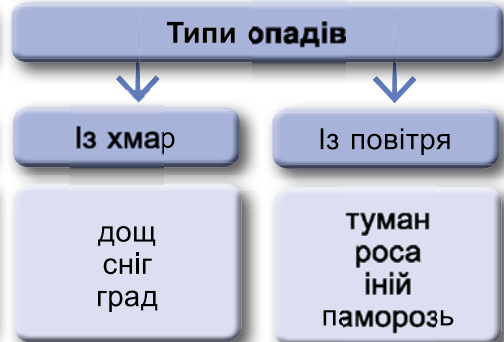 Типи опадів
Із хмар
Із повітря
дощ
сніг
град
туман
роса
іній
паморозь